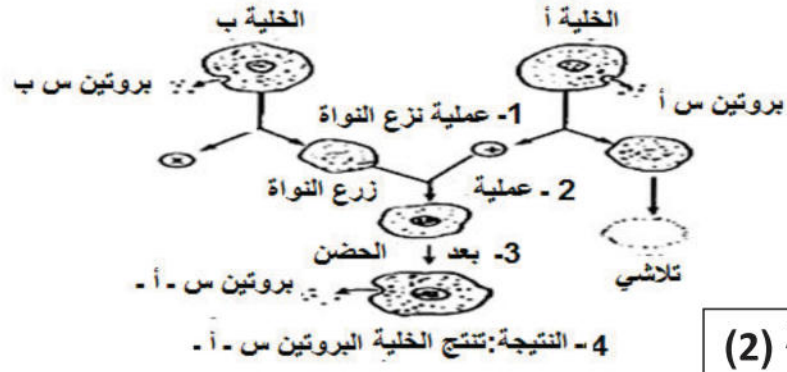 الخلية أ
الخلية ب
بروتين س أ
بروتين س ب
1- عملية نزع النواة
2 - عملية زرع النواة
تلاشي
3- بعد الحضن
بروتين س - أ -
4- النتيجة:تنتج الخلية البروتين س - أ -
(2)